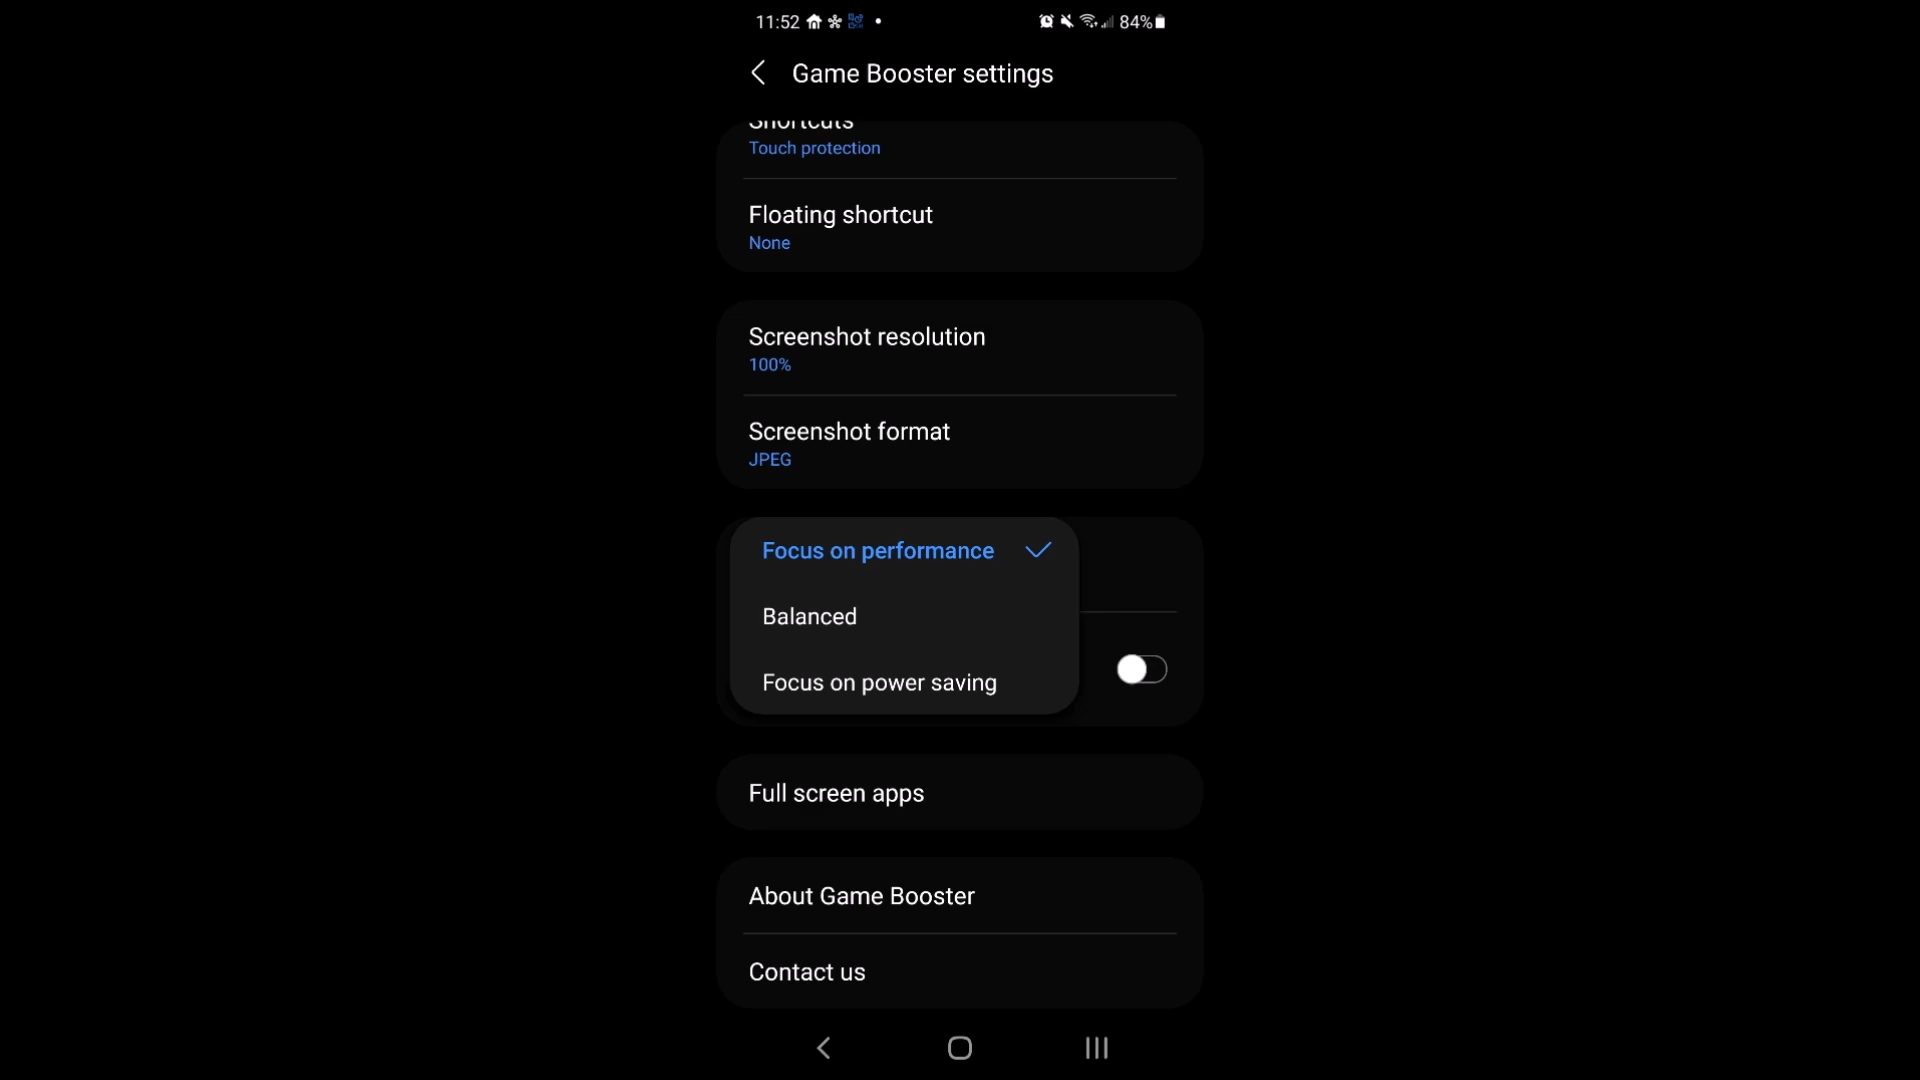 11:52
84%
Game Booster settings
Shortcuts
Touch protection
Floating shortcut
None
Screenshot resolution
100%
Screenshot format
JPEG
Focus on performance
Balanced
Focus on power saving
Full screen apps
About Game Booster
Contact us